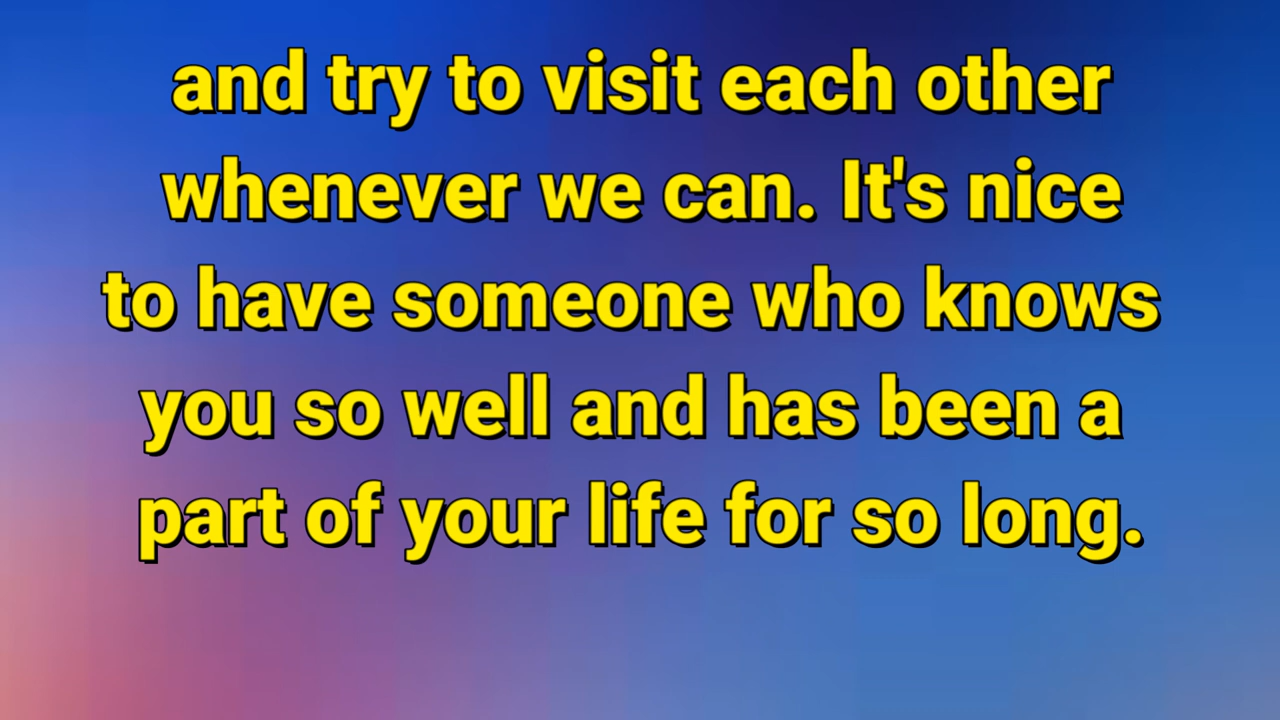 and try to visit each other
whenever we can. It's nice
to have someone who knows
you so well and has been a
part of your life for so long.